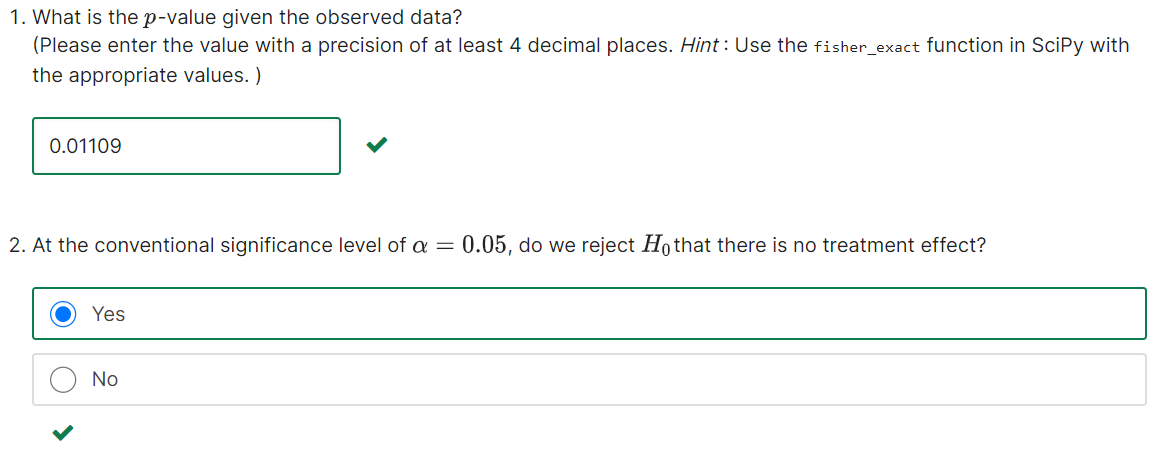 1. What is the p-value given the observed data?
(Please enter the value with a precision of at least 4 decimal places. Hint : Use the fisher_exact function in SciPy with
the appropriate values. )
0.01109
2. At the conventional significance level of α = 0.05, do we reject H₀ that there is no treatment effect?
Yes
No